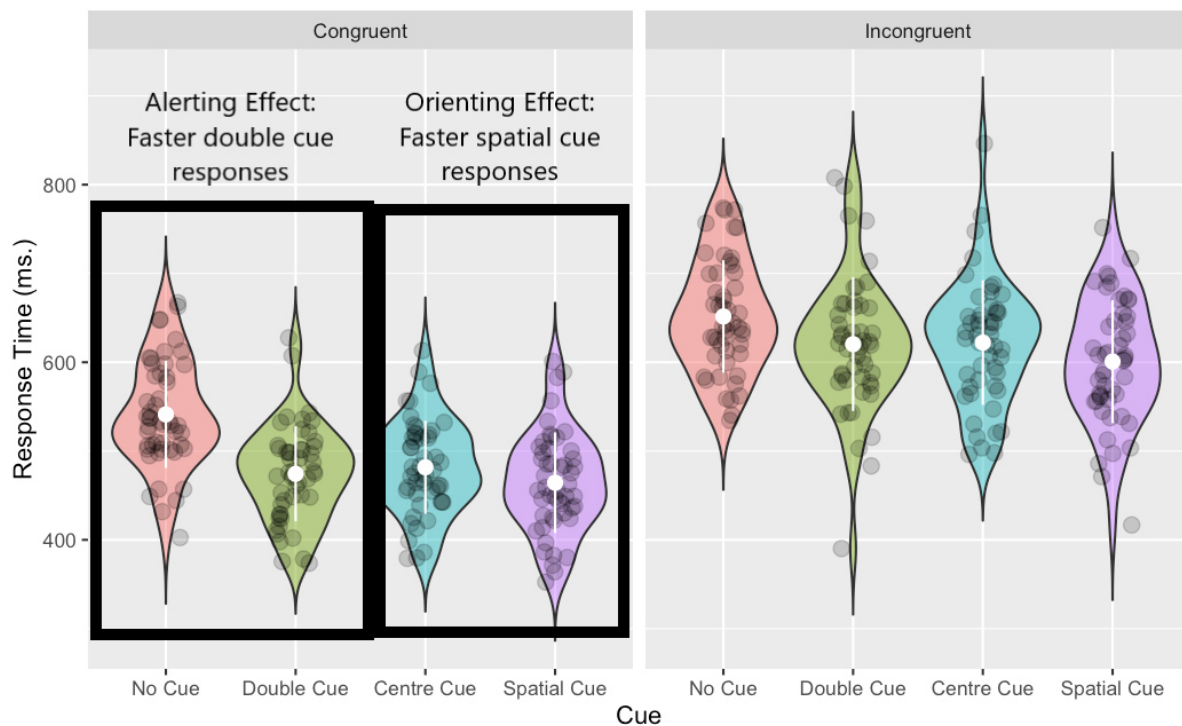 Congruent
Incongruent
Alerting Effect:
Faster double cue
responses
Orienting Effect:
Faster spatial cue
responses
Response Time (ms.)
800
600
400
No Cue
Double Cue
Centre Cue
Spatial Cue
No Cue
Double Cue
Centre Cue
Spatial Cue
Cue